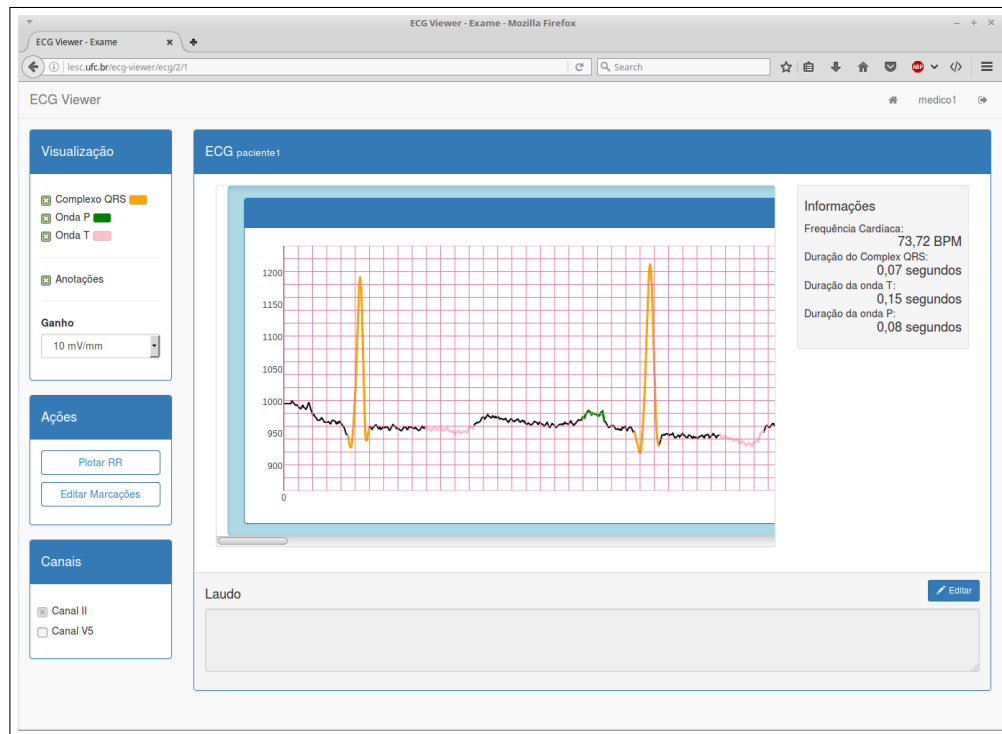 ECG Viewer - Exame - Mozilla Firefox
ECG Viewer - Exame
lesc.ufc.br/ecg-viewer/ecg/2/1
Search
ABP
ECG Viewer
medico1
Visualização
Complexo QRS
Onda P
Onda T
Anotações
Ganho
10 mV/mm
Ações
Plotar RR
Editar Marcações
Canais
Canal II
Canal V5
ECG paciente1
1200
1150
1100
1050
1000
950
900
0
Informações
Frequência Cardíaca:
73,72 BPM
Duração do Complex QRS:
0,07 segundos
Duração da onda T:
0,15 segundos
Duração da onda P:
0,08 segundos
Laudo
Editar